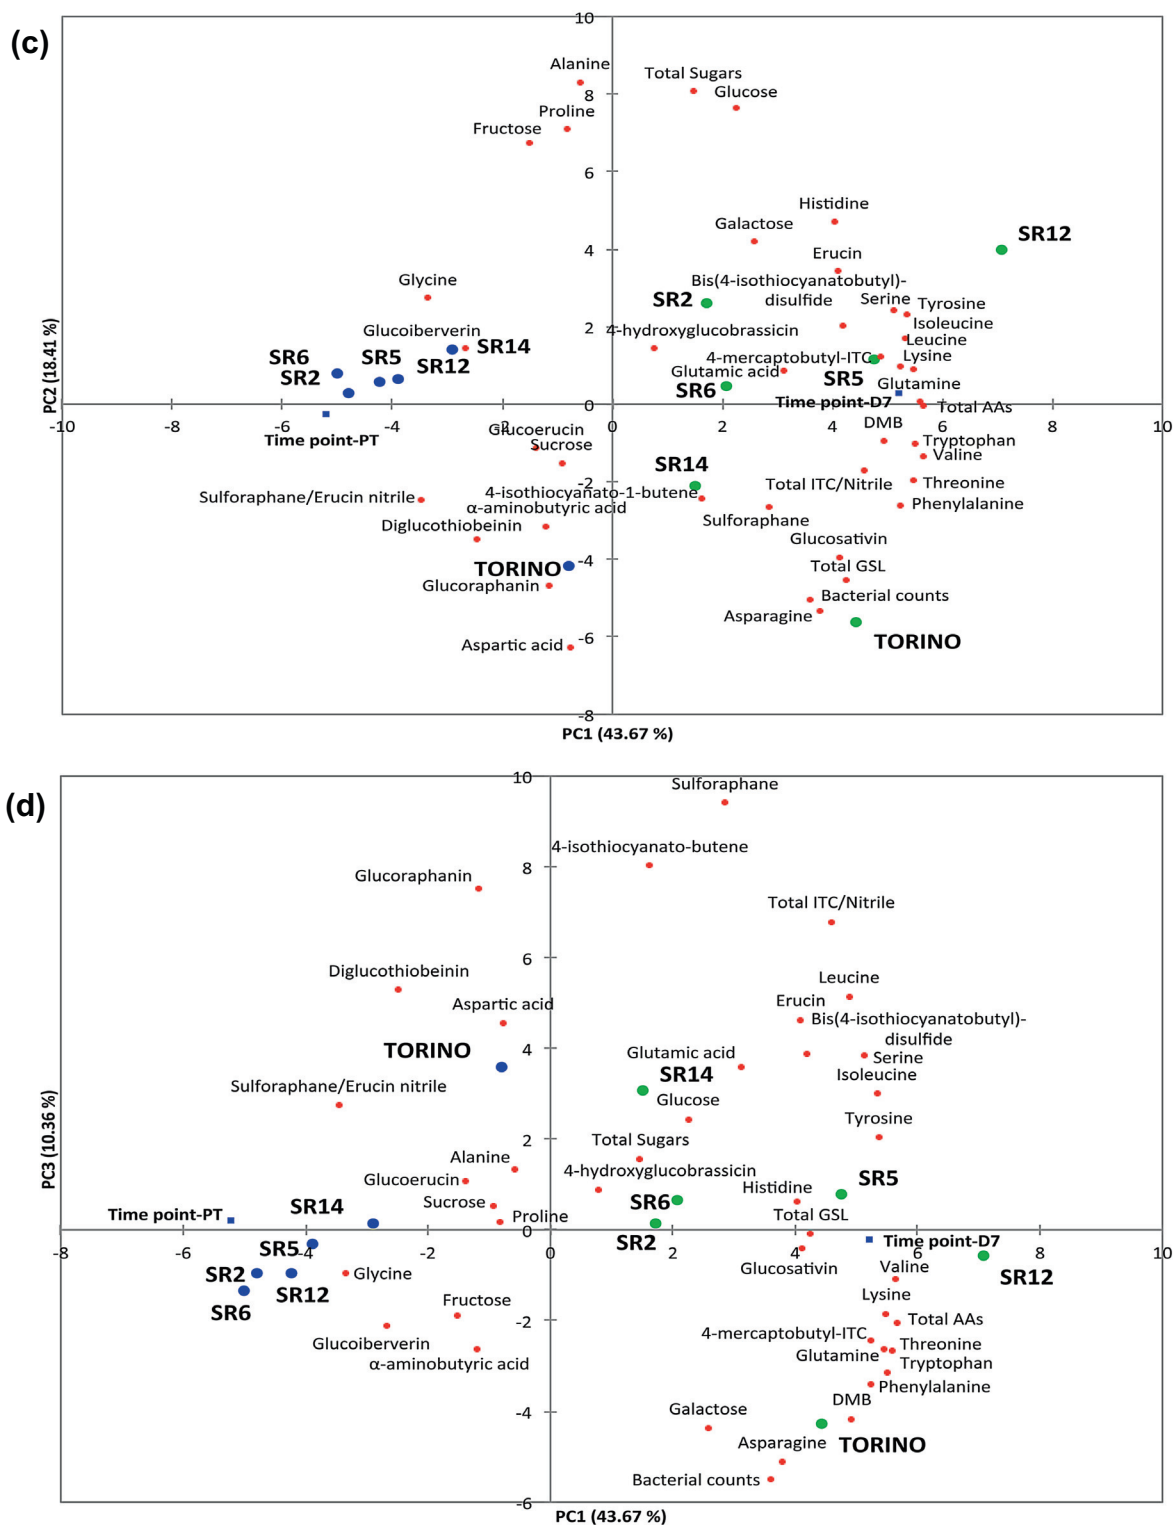 (c)
10
Alanine
Total Sugars
8
Glucose
Proline
Fructose
6
Histidine
Galactose
SR12
4
Erucin
Glycine
Bis(4-isothiocyanatobutyl)-
disulfide
SR2
Serine
Tyrosine
2
Isoleucine
Glucoiberverin
4-hydroxyglucobrassicin
Leucine
SR14
SR6
SR5
SR12
4-mercaptobutyl-ITC
Lysine
Glutamic acid
SR2
SR5
SR6
Glutamine
PC2 (18.41 %)
Time point-D7
0
Total AAs
-10
-8
-6
-4
-2
0
2
4
6
8
10
Time point-PT
DMB
Glucoerucin
Sucrose
Tryptophan
Valine
SR14
-2
Total ITC/Nitrile
Threonine
Sulforaphane/Erucin nitrile
4-isothiocyanato-1-butene
α-aminobutyric acid
Phenylalanine
Diglucothiobeinin
Sulforaphane
Glucosativin
-4
TORINO
Total GSL
Glucoraphanin
Bacterial counts
Asparagine
-6
Aspartic acid
TORINO
-8
PC1 (43.67 %)
(d)
10
Sulforaphane
4-isothiocyanato-butene
8
Glucoraphanin
Total ITC/Nitrile
6
Diglucothiobeinin
Leucine
Aspartic acid
Erucin
Bis(4-isothiocyanatobutyl)-
disulfide
TORINO
4
Glutamic acid
Serine
SR14
Isoleucine
Sulforaphane/Erucin nitrile
Glucose
Tyrosine
2
Total Sugars
Alanine
4-hydroxyglucobrassicin
Glucoerucin
SR5
Histidine
SR6
Sucrose
SR14
Time point-PT
Proline
Total GSL
PC3 (10.36 %)
0
SR2
Time point-D7
-8
-6
-4
-2
2
4
6
8
10
SR5
SR2
Glycine
Glucosativin
Valine
SR12
SR12
SR6
Lysine
Fructose
-2
Total AAs
Glucoiberverin
4-mercaptobutyl-ITC
Threonine
α-aminobutyric acid
Glutamine
Tryptophan
Phenylalanine
DMB
-4
Galactose
Asparagine
TORINO
Bacterial counts
-6
PC1 (43.67 %)